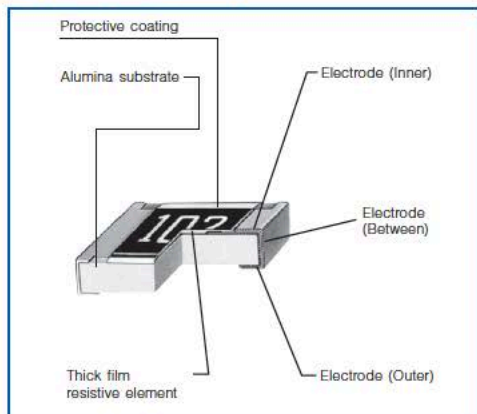 Protective coating
Alumina substrate
Electrode (Inner)
102
Electrode
(Between)
Thick film
resistive element
Electrode (Outer)